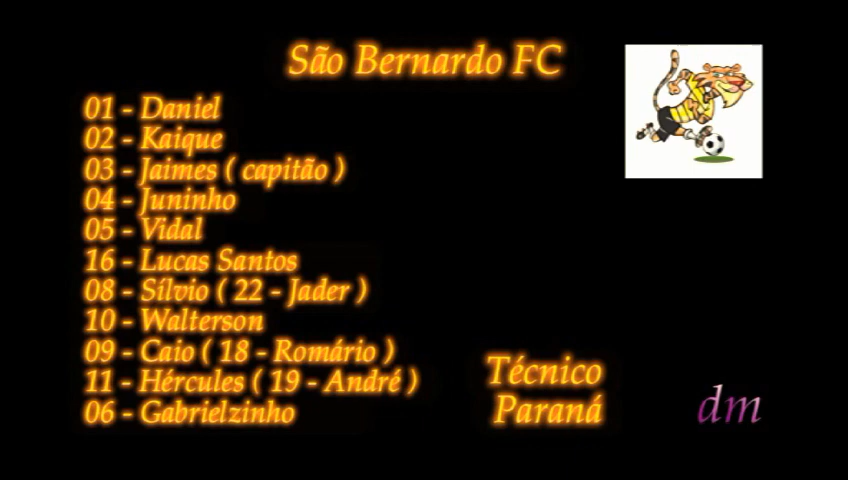 São Bernardo FC
01 - Daniel
02 - Kaique
03 - Jaimes ( capitão )
04 - Juninho
05 - Vidal
16 - Lucas Santos
08 - Sílvio ( 22 - Jader )
10 - Walterson
09 - Caio ( 18 - Romário )
11 - Hércules ( 19 - André )
06 - Gabrielzinho
Técnico
Paraná
dm